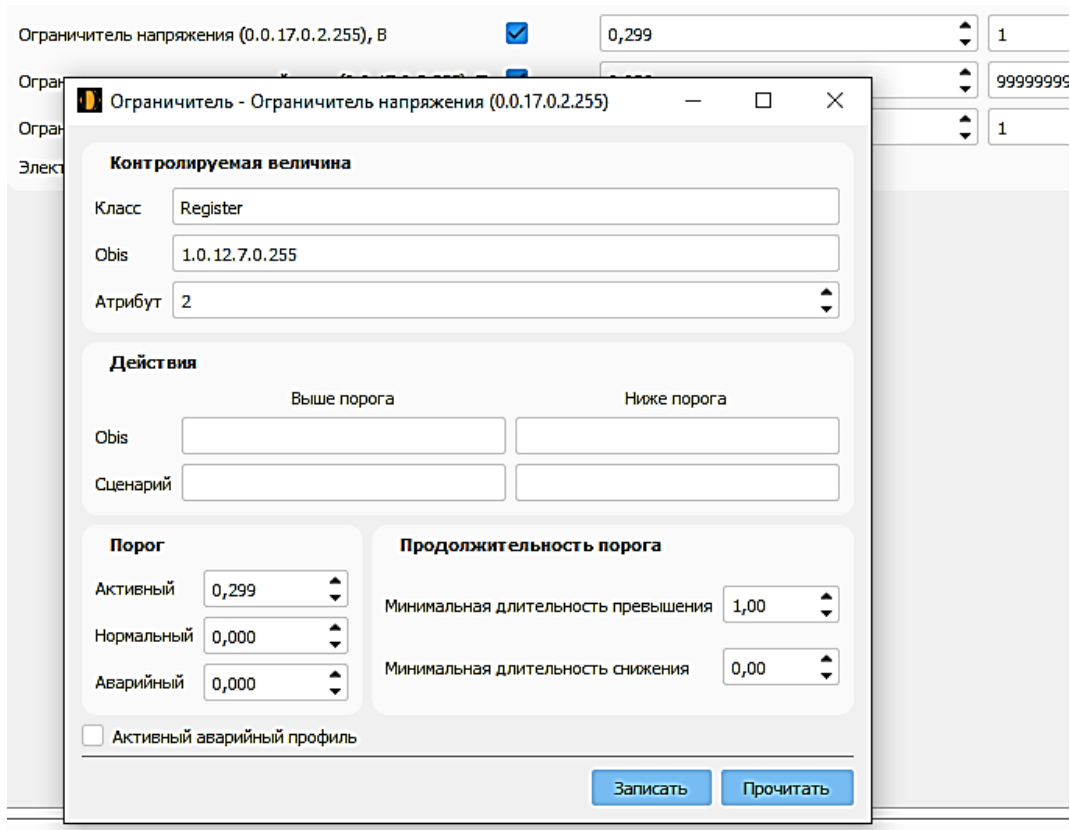 Ограничитель напряжения (0.0.17.0.2.255), В 0,299 1
Огран 99999999
Ограничитель - Ограничитель напряжения (0.0.17.0.2.255)
Огран 1
Элект
Контролируемая величина
Класс Register
Obis 1.0.12.7.0.255
Атрибут 2
Действия
Выше порога Ниже порога
Obis
Сценарий
Порог Продолжительность порога
Активный 0,299
Минимальная длительность превышения 1,00
Нормальный 0,000
Минимальная длительность снижения 0,00
Аварийный 0,000
Активный аварийный профиль
Записать Прочитать